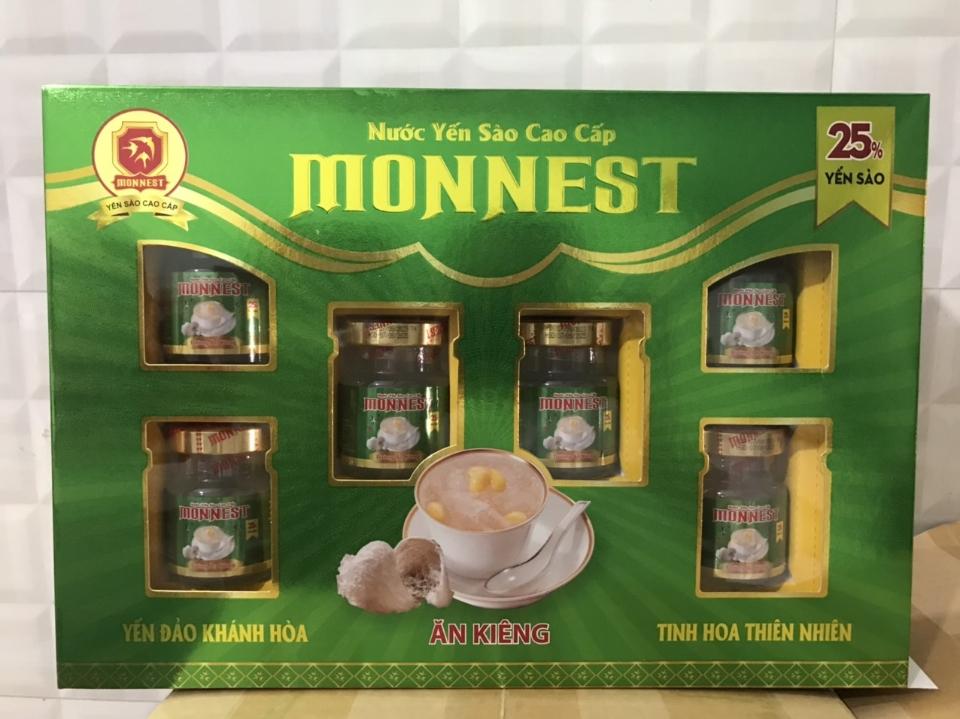 Nước Yến Sào Cao Cấp
MONNEST
MONNEST
YẾN SÀO CAO CẤP
25%
YẾN SÀO
MONNEST
MONNEST
MONNEST
MONNEST
MONNEST
MONNEST
YẾN ĐẢO KHÁNH HÒA
ĂN KIÊNG
TINH HOA THIÊN NHIÊN